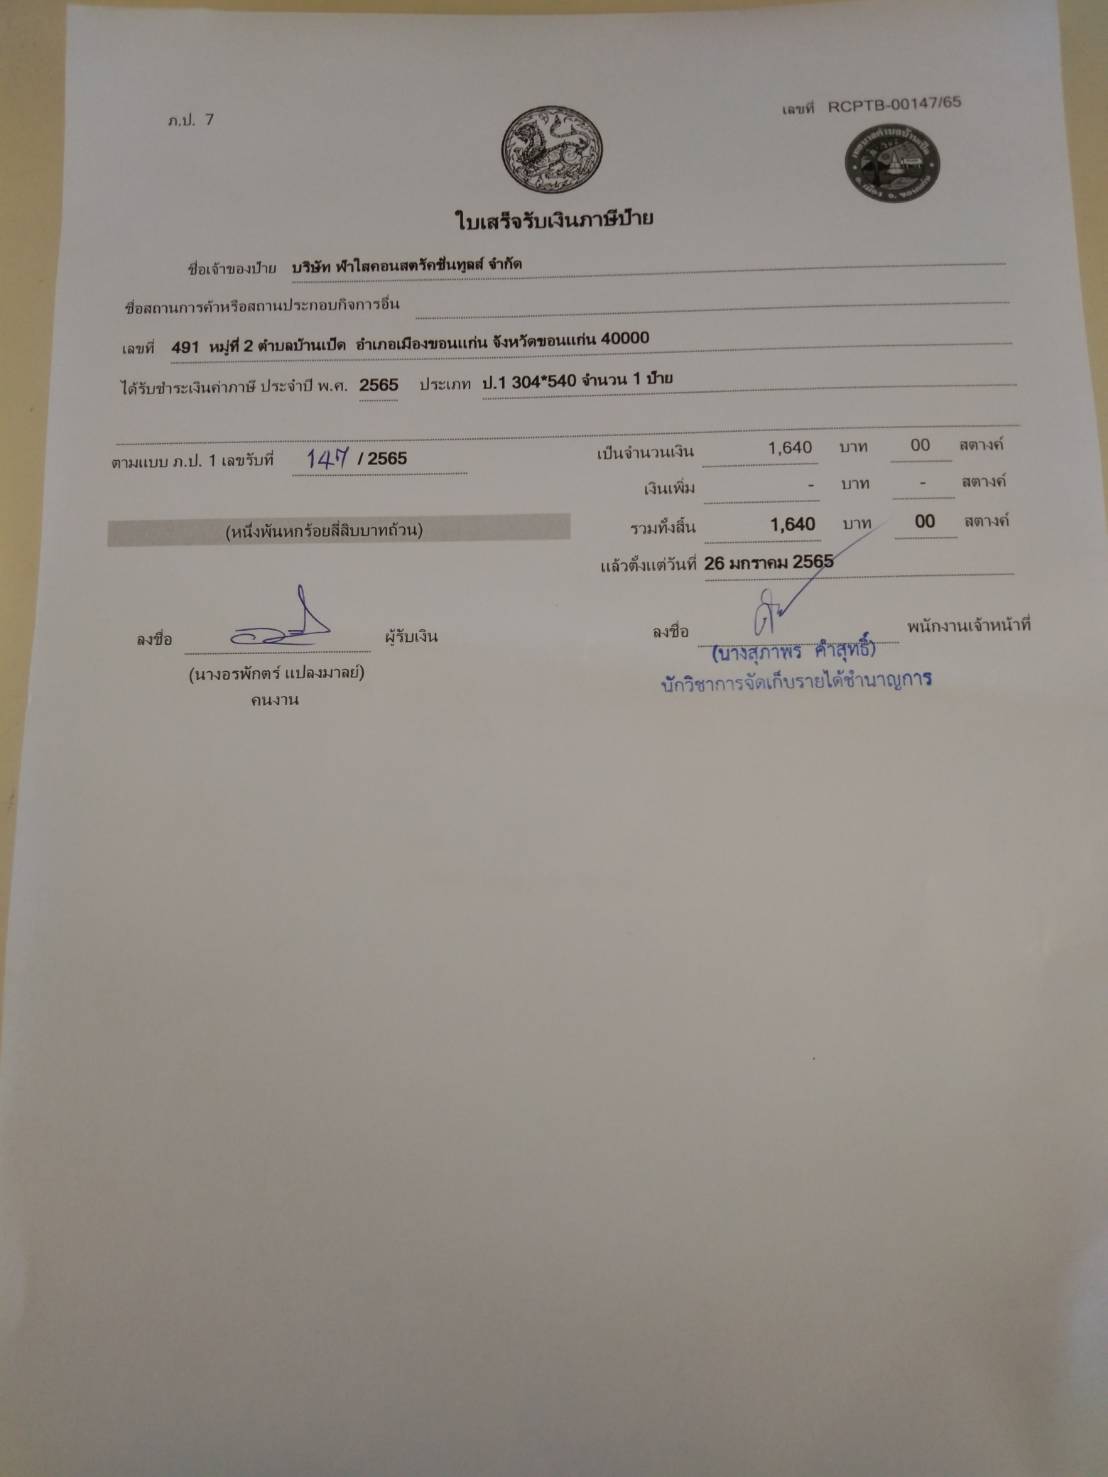 ภ.ป. 7
เลขที่ RCPTB-00147/65
ใบเสร็จรับเงินภาษีป้าย
ชื่อเจ้าของป้าย บริษัท ฟ้าใสคอนสตรัคชั่นทูลส์ จำกัด
ชื่อสถานการค้าหรือสถานประกอบกิจการอื่น
เลขที่ 491 หมู่ที่ 2 ตำบลบ้านเป็ด อำเภอเมืองขอนแก่น จังหวัดขอนแก่น 40000
ได้รับชำระเงินค่าภาษี ประจำปี พ.ศ. 2565 ประเภท ป.1 304*540 จำนวน 1 ป้าย
ตามแบบ ภ.ป. 1 เลขรับที่ 147 / 2565 เป็นจำนวนเงิน 1,640 บาท 00 สตางค์
เงินเพิ่ม - บาท - สตางค์
(หนึ่งพันหกร้อยสี่สิบบาทถ้วน) รวมทั้งสิ้น 1,640 บาท 00 สตางค์
แล้วตั้งแต่วันที่ 26 มกราคม 2565
ลงชื่อ ผู้รับเงิน ลงชื่อ พนักงานเจ้าหน้าที่
(นางอรพักตร์ แปลงมาลย์) (นางสุภาพร คำสุทธิ์)
คนงาน นักวิชาการจัดเก็บรายได้ชำนาญการ